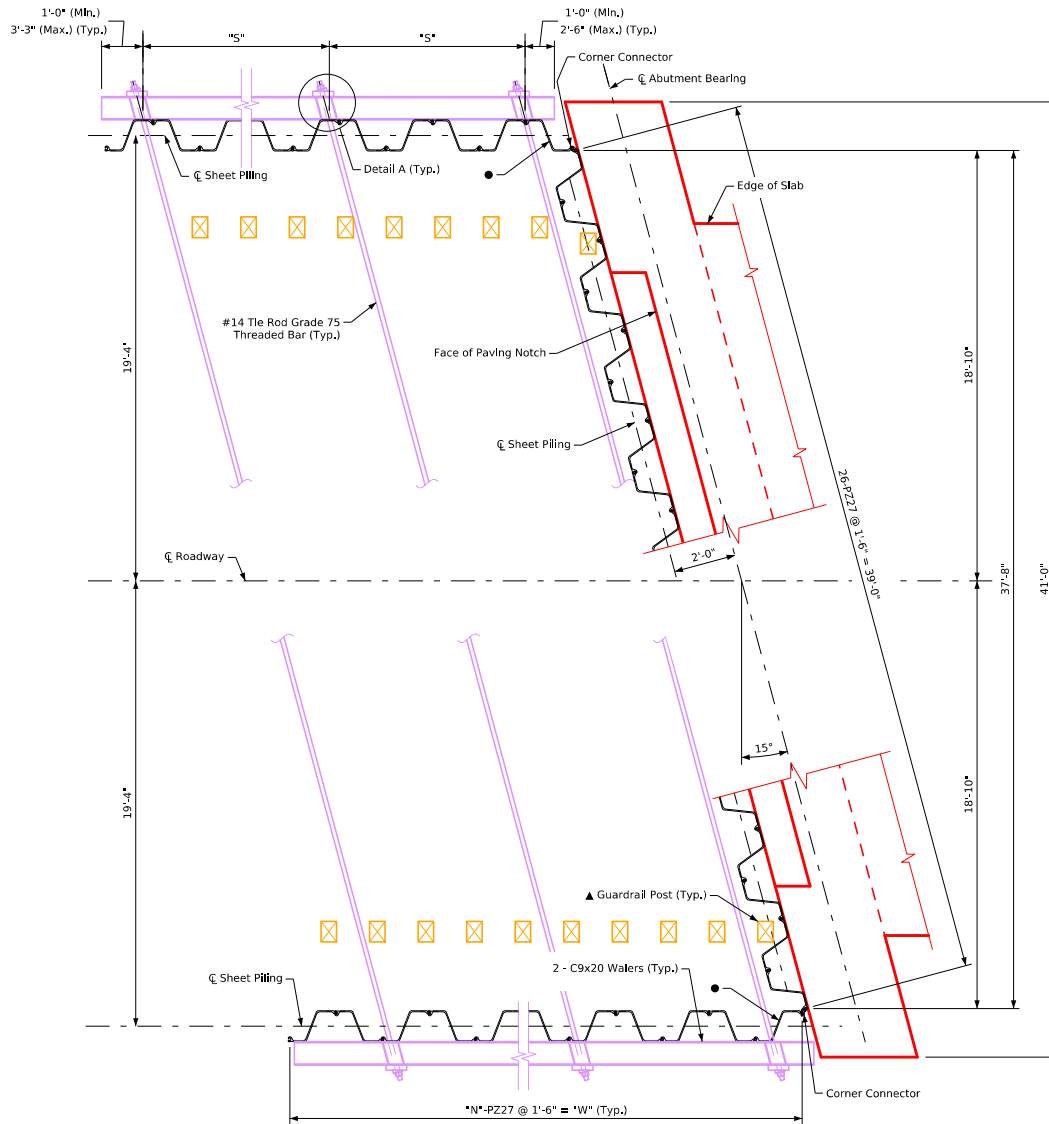 1'-0" (Min.)
3'-3" (Max.) (Typ.)
"S"
"S"
1'-0" (Min.)
2'-6" (Max.) (Typ.)
Corner Connector
℄ Abutment Bearing
℄ Sheet Piling
Detail A (Typ.)
●
Edge of Slab
#14 Tie Rod Grade 75
Threaded Bar (Typ.)
Face of Paving Notch
19'-4"
18'-10"
℄ Sheet Piling
26-PZ27 @ 1'-6" = 39'-0"
℄ Roadway
2'-0"
37'-8"
41'-0"
15°
19'-4"
18'-10"
▲ Guardrail Post (Typ.)
℄ Sheet Piling
2 - C9x20 Walers (Typ.)
●
Corner Connector
"N"-PZ27 @ 1'-6" = "W" (Typ.)